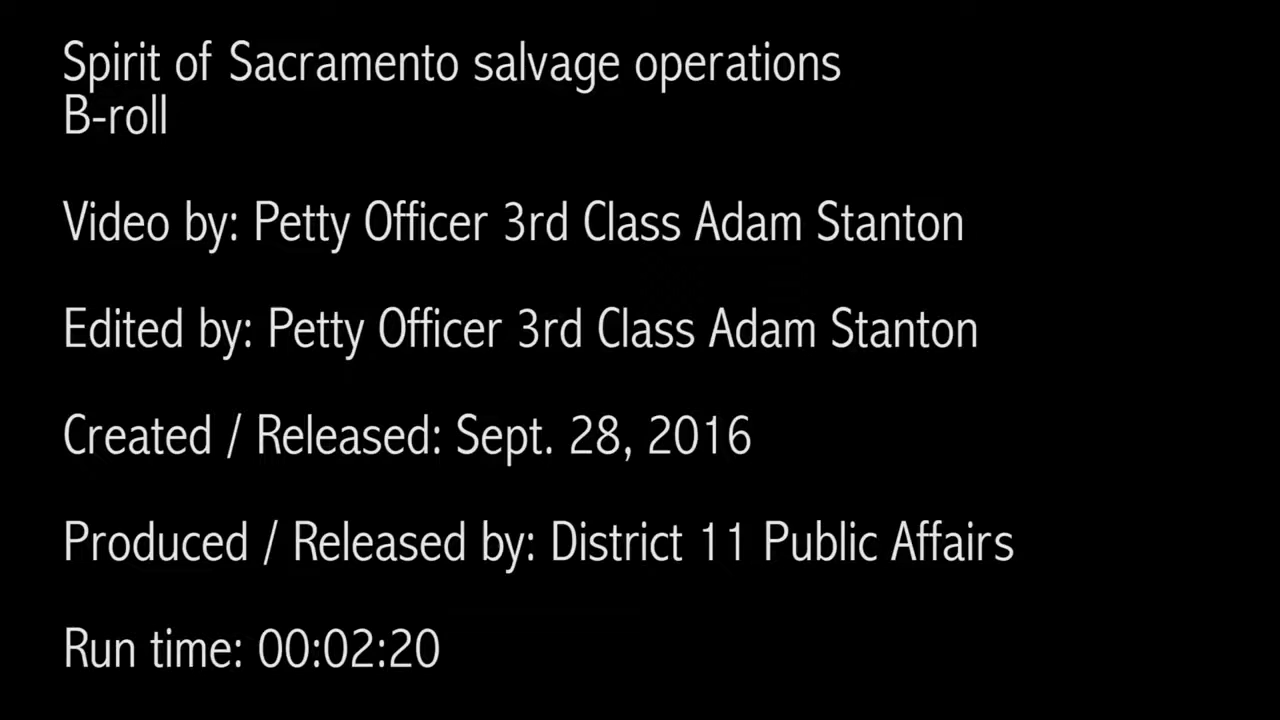 Spirit of Sacramento salvage operations
B-roll
Video by: Petty Officer 3rd Class Adam Stanton
Edited by: Petty Officer 3rd Class Adam Stanton
Created / Released: Sept. 28, 2016
Produced / Released by: District 11 Public Affairs
Run time: 00:02:20